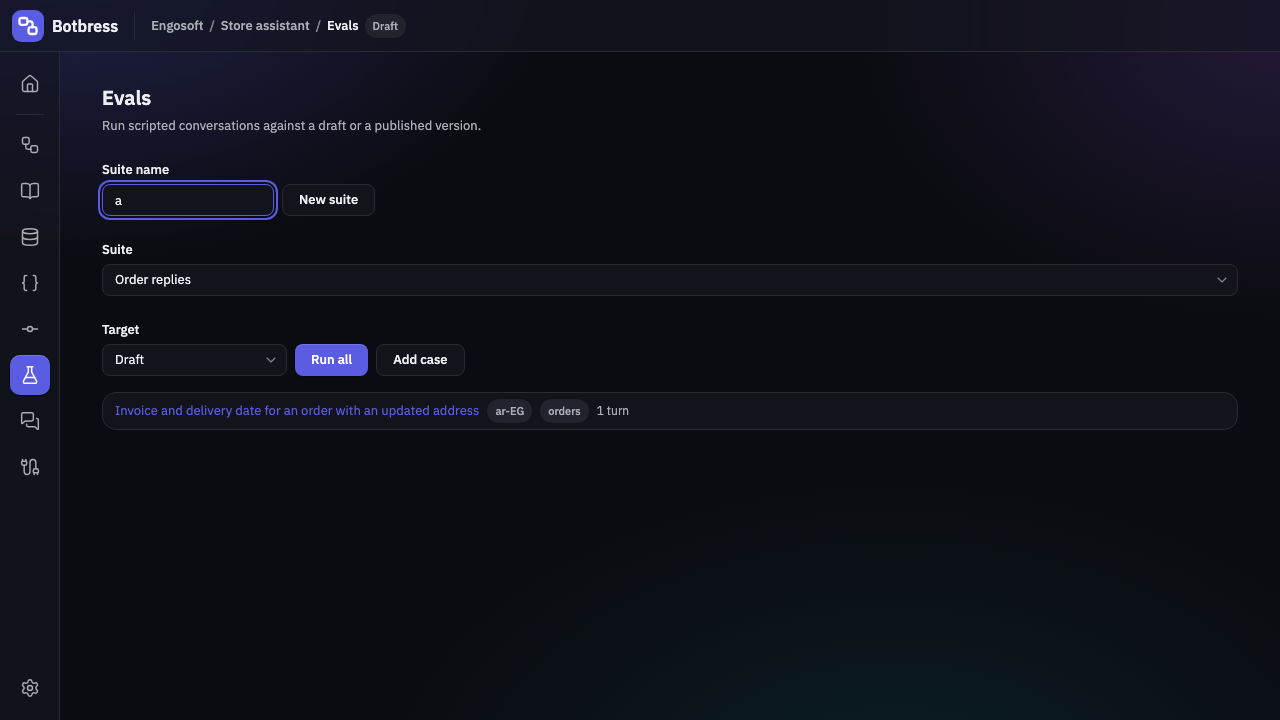 Botbress
Engosoft / Store assistant / Evals Draft
Evals
Run scripted conversations against a draft or a published version.
Suite name
a
New suite
Suite
Order replies
Target
Draft
Run all
Add case
Invoice and delivery date for an order with an updated address ar-EG orders 1 turn